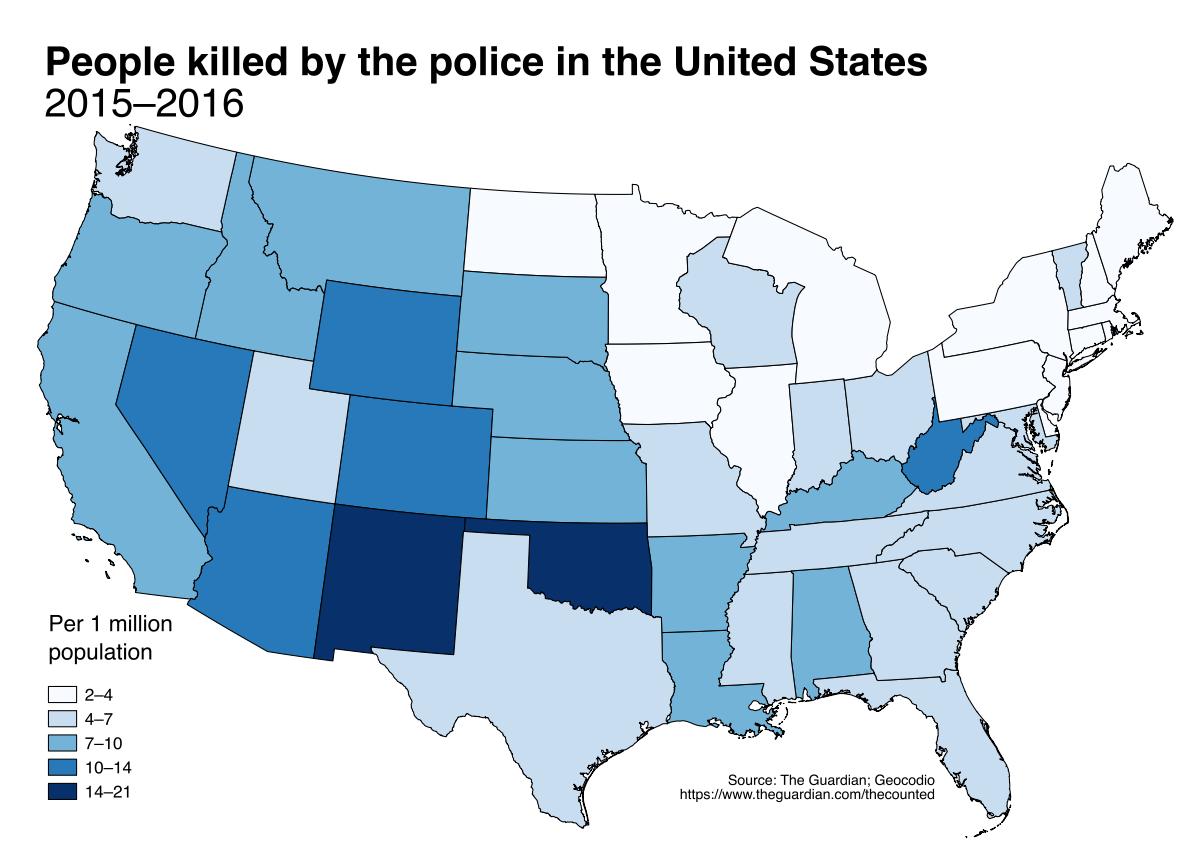 People killed by the police in the United States
2015–2016
Per 1 million
population
2–4
4–7
7–10
10–14
14–21
Source: The Guardian; Geocodio
https://www.theguardian.com/thecounted